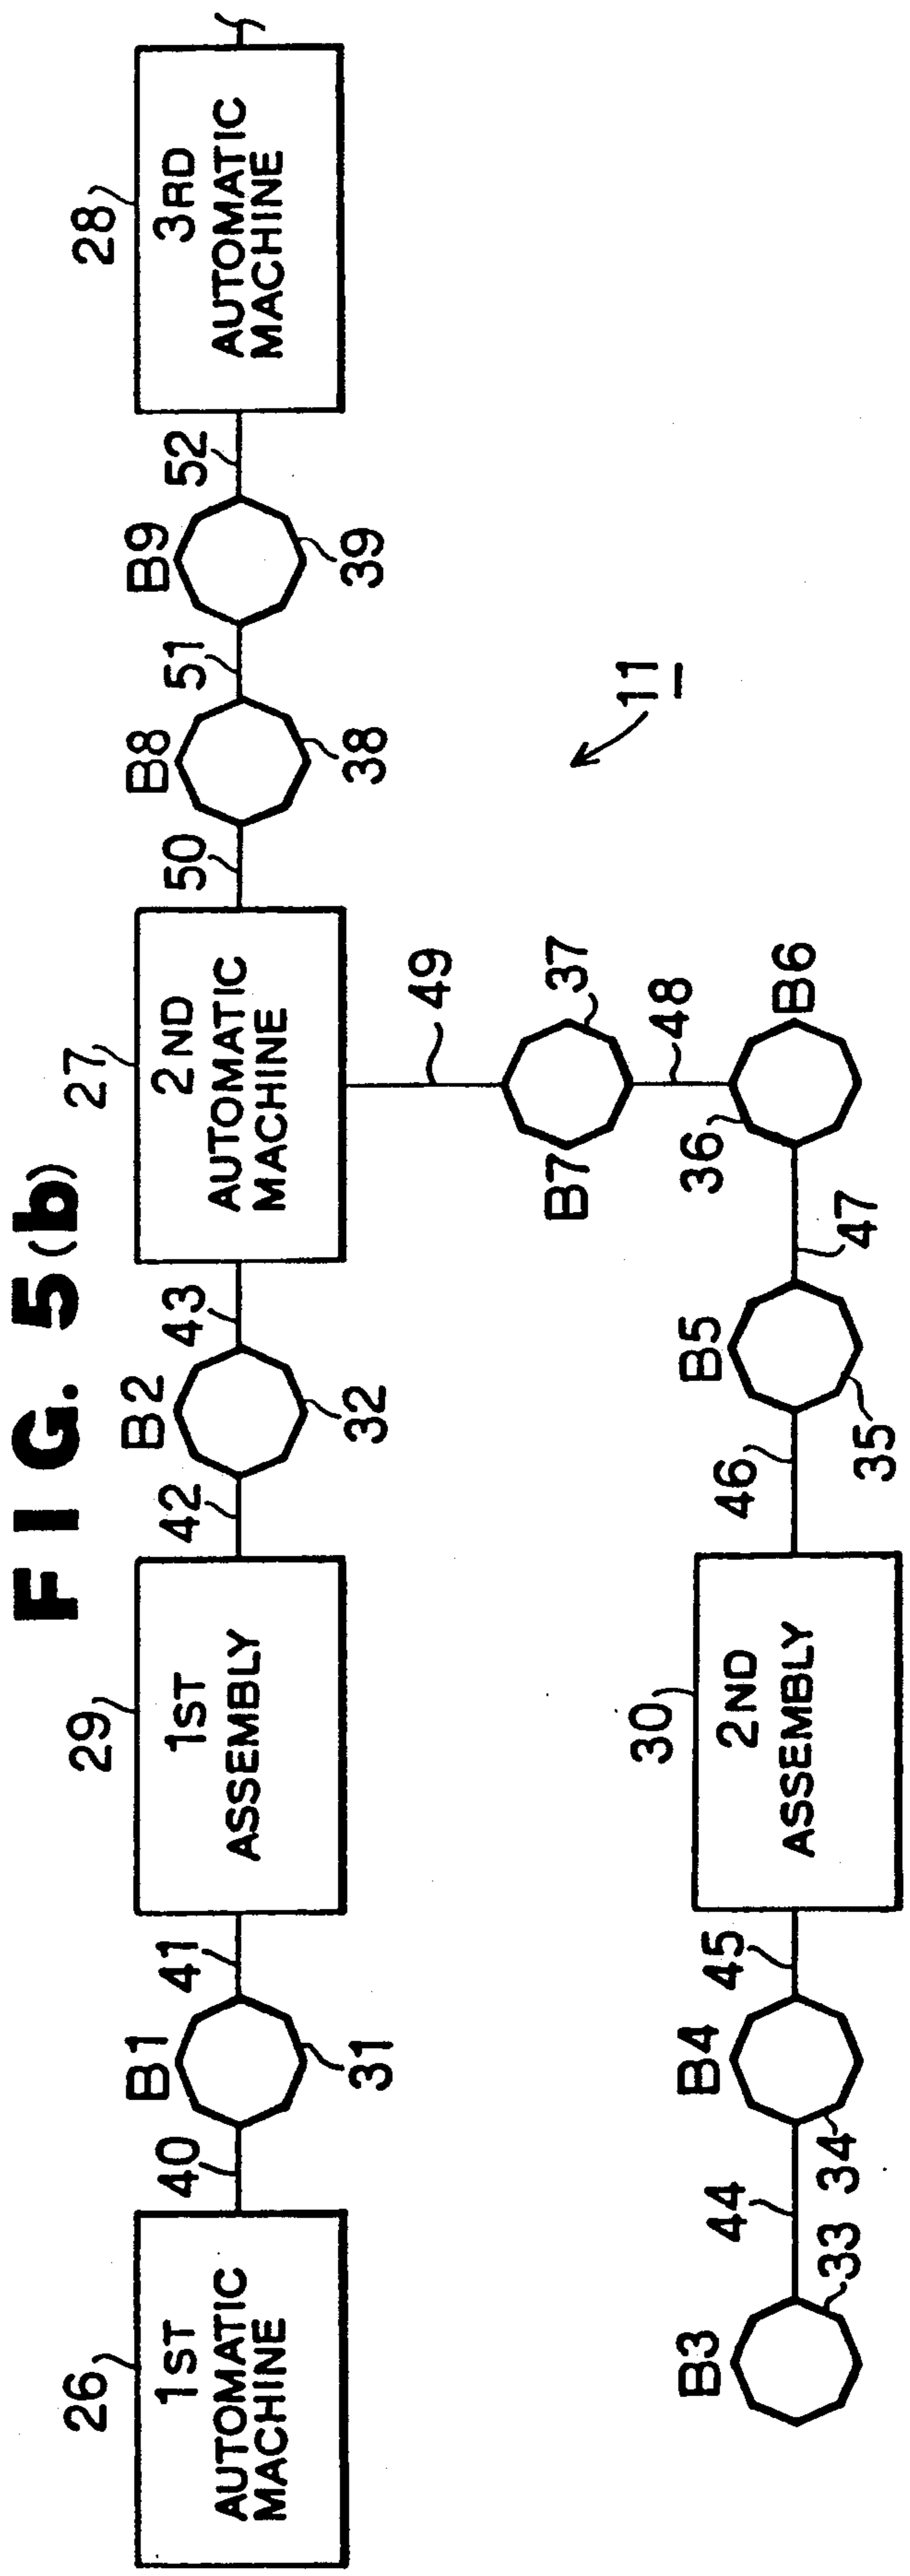 FIG. 5(b)
26
1ST
AUTOMATIC
MACHINE
40
B1
31
41
29
1ST
ASSEMBLY
42
B2
32
43
27
2ND
AUTOMATIC
MACHINE
50
B8
38
51
B9
39
52
28
3RD
AUTOMATIC
MACHINE
49
B7
37
48
11
B3
33
44
B4
34
45
30
2ND
ASSEMBLY
46
B5
35
47
36
B6